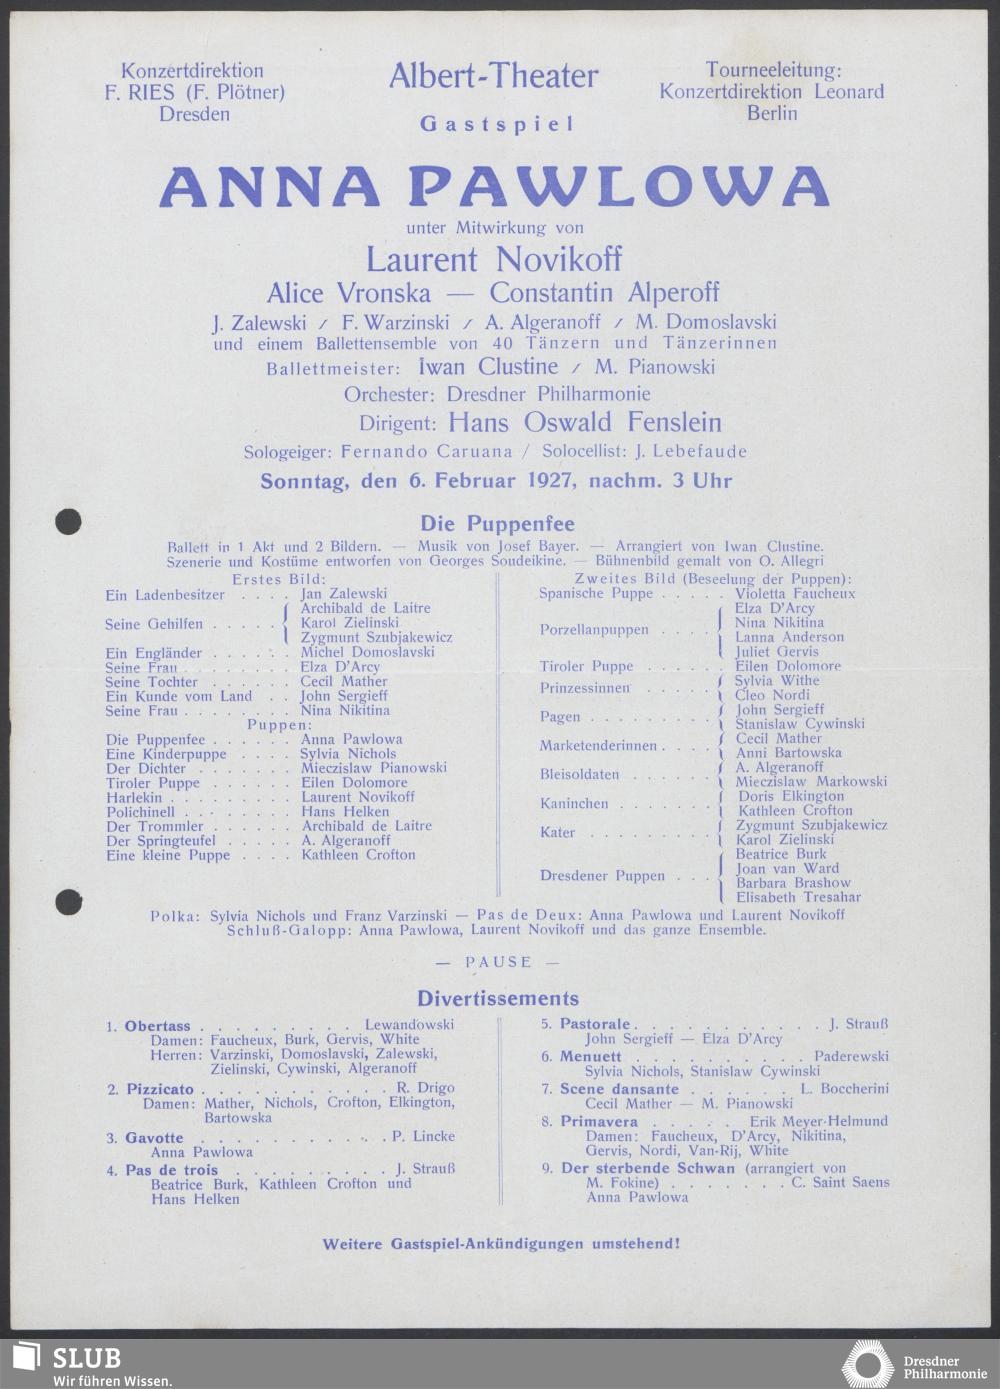 Konzertdirektion
F. RIES (F. Plötner)
Dresden
Albert-Theater
Gastspiel
Tourneeleitung:
Konzertdirektion Leonard
Berlin
ANNA PAWLOWA
unter Mitwirkung von
Laurent Novikoff
Alice Vronska — Constantin Alperoff
J. Zalewski / F. Warzinski / A. Algeranoff / M. Domoslavski
und einem Ballettensemble von 40 Tänzern und Tänzerinnen
Ballettmeister: Iwan Clustine / M. Pianowski
Orchester: Dresdner Philharmonie
Dirigent: Hans Oswald Fenslein
Sologeiger: Fernando Caruana / Solocellist: J. Lebefaude
Sonntag, den 6. Februar 1927, nachm. 3 Uhr
Die Puppenfee
Ballett in 1 Akt und 2 Bildern. — Musik von Josef Bayer. — Arrangiert von Iwan Clustine.
Szenerie und Kostüme entworfen von Georges Soudeikine. — Bühnenbild gemalt von O. Allegri
Erstes Bild:
Ein Ladenbesitzer . . . . Jan Zalewski
Archibald de Laitre
Seine Gehilfen . . . . . Karol Zielinski
Zygmunt Szubjakewicz
Ein Engländer . . . . . . Michel Domoslavski
Seine Frau . . . . . . . . Elza D'Arcy
Seine Tochter . . . . . . Cecil Mather
Ein Kunde vom Land . . John Sergieff
Seine Frau . . . . . . . . Nina Nikitina
Puppen:
Die Puppenfee . . . . . . Anna Pawlowa
Eine Kinderpuppe . . . . Sylvia Nichols
Der Dichter . . . . . . . Mieczislaw Pianowski
Tiroler Puppe . . . . . . Eilen Dolomore
Harlekin . . . . . . . . . Laurent Novikoff
Polichinell . . . . . . . . Hans Helken
Der Trommler . . . . . . Archibald de Laitre
Der Springteufel . . . . . A. Algeranoff
Eine kleine Puppe . . . . Kathleen Crofton
Zweites Bild (Beseelung der Puppen):
Spanische Puppe . . . . . Violetta Faucheux
Elza D'Arcy
Porzellanpuppen . . . . Nina Nikitina
Lanna Anderson
Juliet Gervis
Tiroler Puppe . . . . . . Eilen Dolomore
Prinzessinnen . . . . . Sylvia Withe
Cleo Nordi
Pagen . . . . . . . . . John Sergieff
Stanislaw Cywinski
Marketenderinnen . . . . Cecil Mather
Anni Bartowska
Bleisoldaten . . . . . . A. Algeranoff
Mieczislaw Markowski
Kaninchen . . . . . . . Doris Elkington
Kathleen Crofton
Kater . . . . . . . . . Zygmunt Szubjakewicz
Karol Zielinski
Beatrice Burk
Dresdener Puppen . . . Joan van Ward
Barbara Brashow
Elisabeth Tresahar
Polka: Sylvia Nichols und Franz Varzinski — Pas de Deux: Anna Pawlowa und Laurent Novikoff
Schluß-Galopp: Anna Pawlowa, Laurent Novikoff und das ganze Ensemble.
— PAUSE —
Divertissements
1. Obertass . . . . . . . . . Lewandowski
Damen: Faucheux, Burk, Gervis, White
Herren: Varzinski, Domoslavski, Zalewski,
Zielinski, Cywinski, Algeranoff
2. Pizzicato . . . . . . . . . . . R. Drigo
Damen: Mather, Nichols, Crofton, Elkington,
Bartowska
3. Gavotte . . . . . . . . . . . P. Lincke
Anna Pawlowa
4. Pas de trois . . . . . . . . . J. Strauß
Beatrice Burk, Kathleen Crofton und
Hans Helken
5. Pastorale . . . . . . . . . . . J. Strauß
John Sergieff — Elza D'Arcy
6. Menuett . . . . . . . . . . Paderewski
Sylvia Nichols, Stanislaw Cywinski
7. Scene dansante . . . . . . L. Boccherini
Cecil Mather — M. Pianowski
8. Primavera . . . . . Erik Meyer-Helmund
Damen: Faucheux, D'Arcy, Nikitina,
Gervis, Nordi, Van-Rij, White
9. Der sterbende Schwan (arrangiert von
M. Fokine) . . . . . . . C. Saint Saens
Anna Pawlowa
Weitere Gastspiel-Ankündigungen umstehend!
SLUB
Wir führen Wissen.
Dresdner
Philharmonie